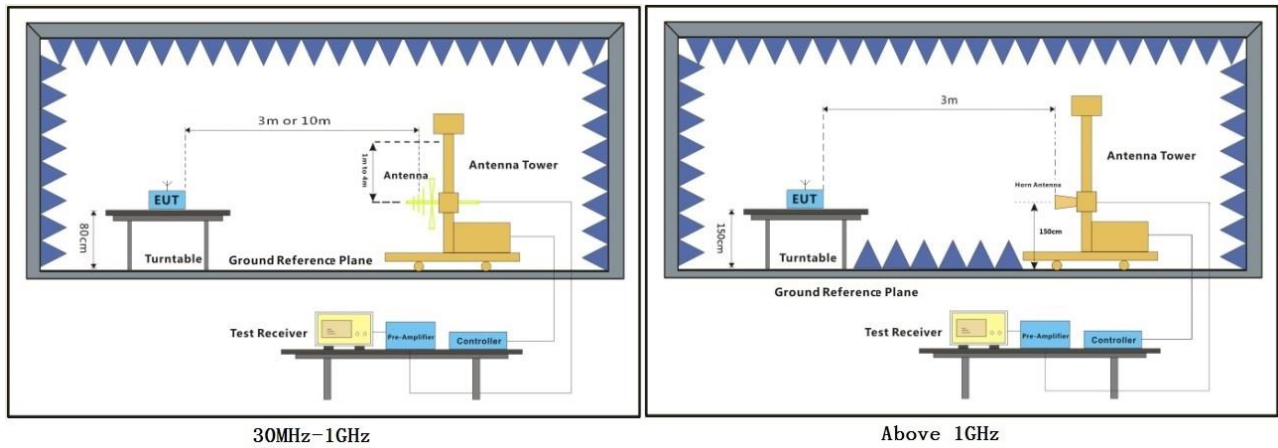 3m or 10m
1m to 4m
Antenna
Antenna Tower
EUT
80cm
Turntable
Ground Reference Plane
Test Receiver
Pre-Amplifier
Controller
30MHz-1GHz
3m
Antenna Tower
Horn Antenna
EUT
150cm
150cm
Turntable
Ground Reference Plane
Test Receiver
Pre-Amplifier
Controller
Above 1GHz